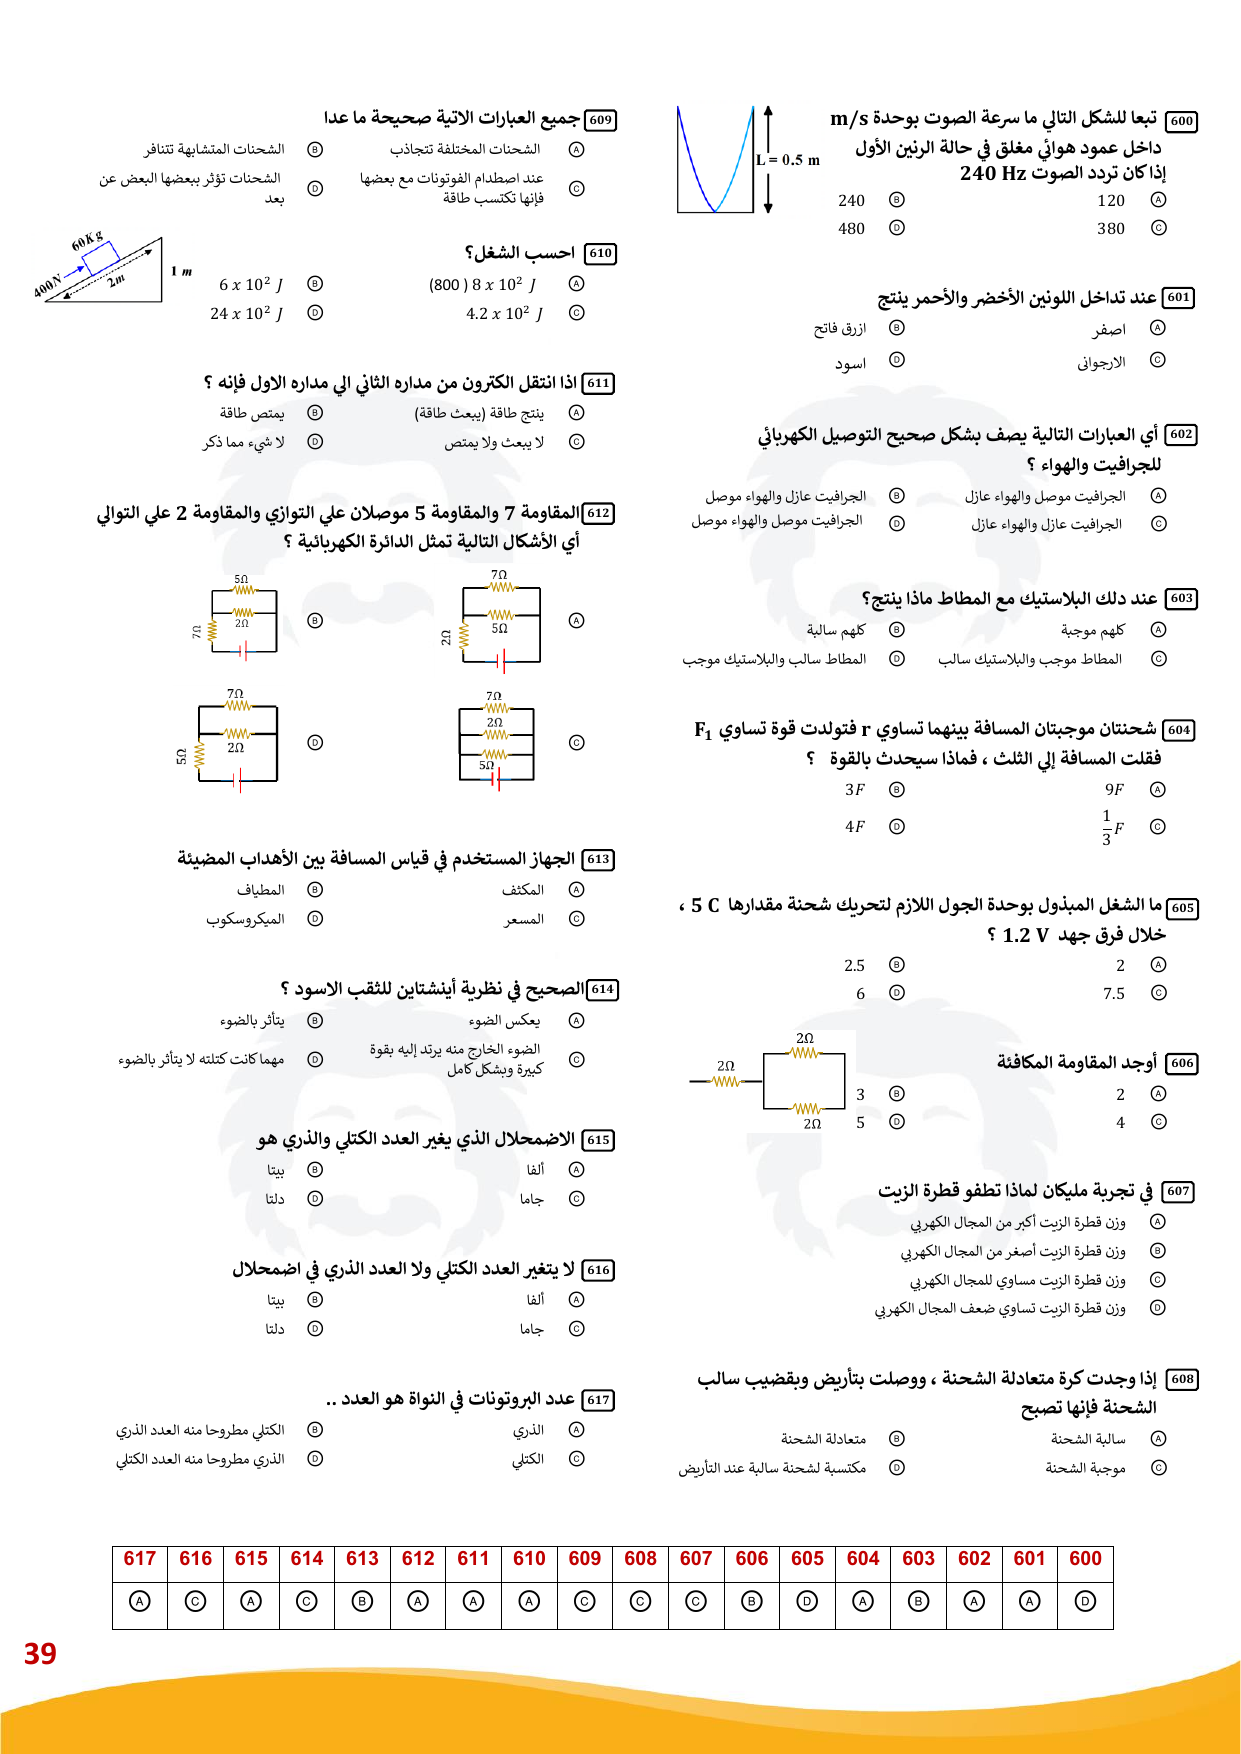 600 تبعا للشكل التالي ما سرعة الصوت بوحدة m/s
داخل عمود هوائي مغلق في حالة الرنين الأول
إذا كان تردد الصوت 240 Hz
L = 0.5 m
A 120 B 240
C 380 D 480
601 عند تداخل اللونين الأخضر والأحمر ينتج
A اصفر B ازرق فاتح
C الارجوانى D اسود
602 أي العبارات التالية يصف بشكل صحيح التوصيل الكهربائي
للجرافيت والهواء ؟
A الجرافيت موصل والهواء عازل B الجرافيت عازل والهواء موصل
C الجرافيت عازل والهواء عازل D الجرافيت موصل والهواء موصل
603 عند دلك البلاستيك مع المطاط ماذا ينتج؟
A كلهم موجبة B كلهم سالبة
C المطاط موجب والبلاستيك سالب D المطاط سالب والبلاستيك موجب
604 شحنتان موجبتان المسافة بينهما تساوي r فتولدت قوة تساوي F₁
فقلت المسافة إلي الثلث ، فماذا سيحدث بالقوة ؟
A 9F B 3F
C 1/3 F D 4F
605 ما الشغل المبذول بوحدة الجول اللازم لتحريك شحنة مقدارها 5 C ،
خلال فرق جهد 1.2 V ؟
A 2 B 2.5
C 7.5 D 6
606 أوجد المقاومة المكافئة
2Ω 2Ω 2Ω
A 2 B 3
C 4 D 5
607 في تجربة مليكان لماذا تطفو قطرة الزيت
A وزن قطرة الزيت أكبر من المجال الكهربي
B وزن قطرة الزيت أصغر من المجال الكهربي
C وزن قطرة الزيت مساوي للمجال الكهربي
D وزن قطرة الزيت تساوي ضعف المجال الكهربي
608 إذا وجدت كرة متعادلة الشحنة ، ووصلت بتأريض وبقضيب سالب
الشحنة فإنها تصبح
A سالبة الشحنة B متعادلة الشحنة
C موجبة الشحنة D مكتسبة لشحنة سالبة عند التأريض
609 جميع العبارات الاتية صحيحة ما عدا
A الشحنات المختلفة تتجاذب B الشحنات المتشابهة تتنافر
C عند اصطدام الفوتونات مع بعضها D الشحنات تؤثر ببعضها البعض عن
فإنها تكتسب طاقة بعد
610 احسب الشغل؟
60Kg 400N 2m 1 m
A (800 ) 8 x 10² J B 6 x 10² J
C 4.2 x 10² J D 24 x 10² J
611 اذا انتقل الكترون من مداره الثاني الي مداره الاول فإنه ؟
A ينتج طاقة (يبعث طاقة) B يمتص طاقة
C لا يبعث ولا يمتص D لا شيء مما ذكر
612 المقاومة 7 والمقاومة 5 موصلان علي التوازي والمقاومة 2 علي التوالي
أي الأشكال التالية تمثل الدائرة الكهربائية ؟
A 7Ω 5Ω 2Ω B 5Ω 2Ω 7Ω
C 7Ω 2Ω 5Ω D 7Ω 2Ω 5Ω
613 الجهاز المستخدم في قياس المسافة بين الأهداب المضيئة
A المكثف B المطياف
C المسعر D الميكروسكوب
614 الصحيح في نظرية أينشتاين للثقب الاسود ؟
A يعكس الضوء B يتأثر بالضوء
C الضوء الخارج منه يرتد إليه بقوة D مهما كانت كتلته لا يتأثر بالضوء
كبيرة وبشكل كامل
615 الاضمحلال الذي يغير العدد الكتلي والذري هو
A ألفا B بيتا
C جاما D دلتا
616 لا يتغير العدد الكتلي ولا العدد الذري في اضمحلال
A ألفا B بيتا
C جاما D دلتا
617 عدد البروتونات في النواة هو العدد ..
A الذري B الكتلي مطروحا منه العدد الذري
C الكتلي D الذري مطروحا منه العدد الكتلي
617 616 615 614 613 612 611 610 609 608 607 606 605 604 603 602 601 600
A C A C B A A A C C C B D A B A A D
39